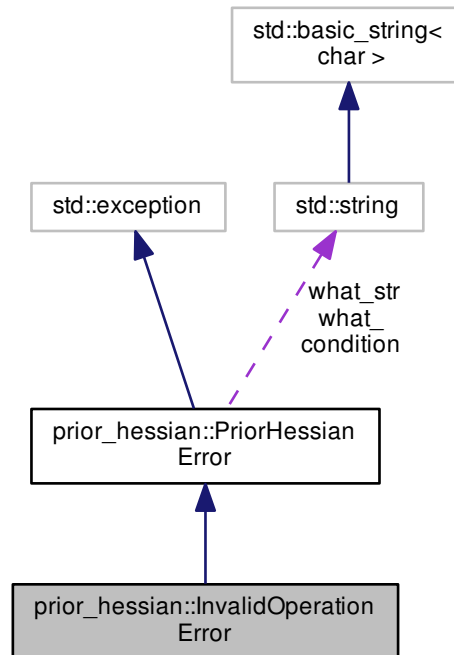 std::basic_string<
char >
std::exception
std::string
what_str
what_
condition
prior_hessian::PriorHessian
Error
prior_hessian::InvalidOperation
Error